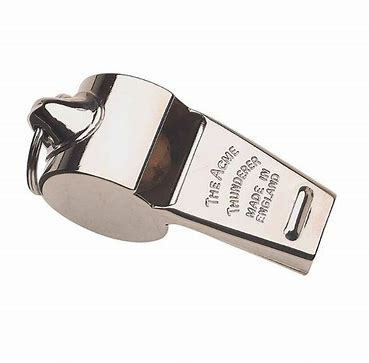 THE ACME
THUNDERER
MADE IN
ENGLAND